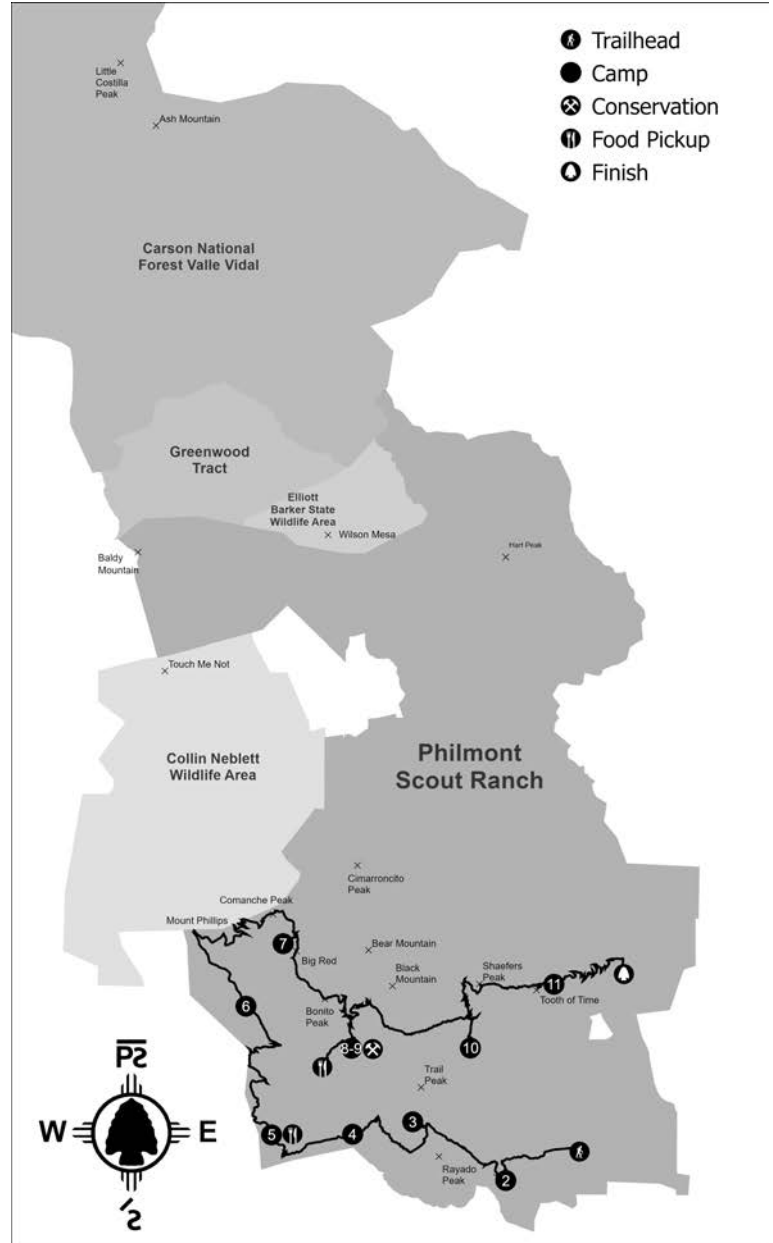 Trailhead
Camp
Conservation
Food Pickup
Finish
Little
Costilla
Peak
Ash Mountain
Carson National
Forest Valle Vidal
Greenwood
Tract
Elliott
Barker State
Wildlife Area
Wilson Mesa
Baldy
Mountain
Hart Peak
Touch Me Not
Collin Neblett
Wildlife Area
Philmont
Scout Ranch
Cimarroncito
Peak
Comanche Peak
Mount Phillips
7
Big Red
Bear Mountain
Black
Mountain
Shaefers
Peak
11
Tooth of Time
6
Bonito
Peak
8-9
10
Trail
Peak
W
E
5
4
3
Rayado
Peak
2